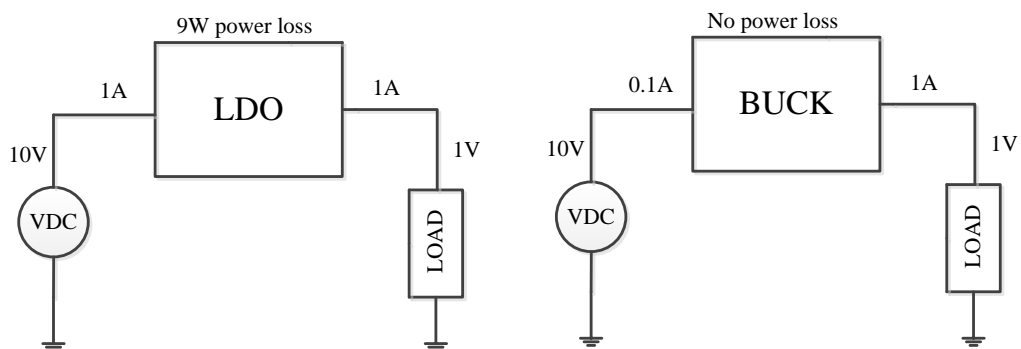 9W power loss
1A
LDO
1A
10V
1V
VDC
LOAD
No power loss
0.1A
BUCK
1A
10V
1V
VDC
LOAD